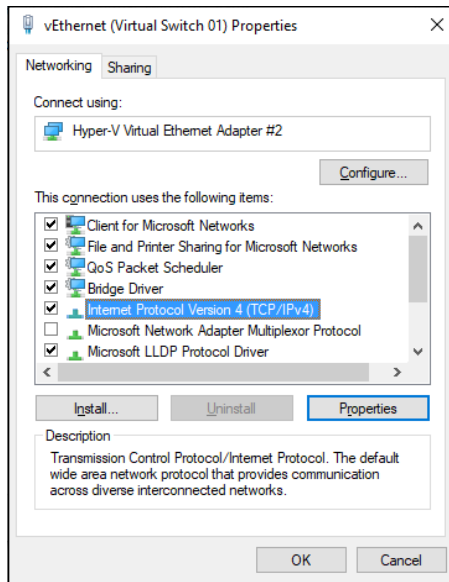 vEthernet (Virtual Switch 01) Properties
Networking
Sharing
Connect using:
Hyper-V Virtual Ethernet Adapter #2
Configure...
This connection uses the following items:
Client for Microsoft Networks
File and Printer Sharing for Microsoft Networks
QoS Packet Scheduler
Bridge Driver
Internet Protocol Version 4 (TCP/IPv4)
Microsoft Network Adapter Multiplexor Protocol
Microsoft LLDP Protocol Driver
Install...
Uninstall
Properties
Description
Transmission Control Protocol/Internet Protocol. The default
wide area network protocol that provides communication
across diverse interconnected networks.
OK
Cancel